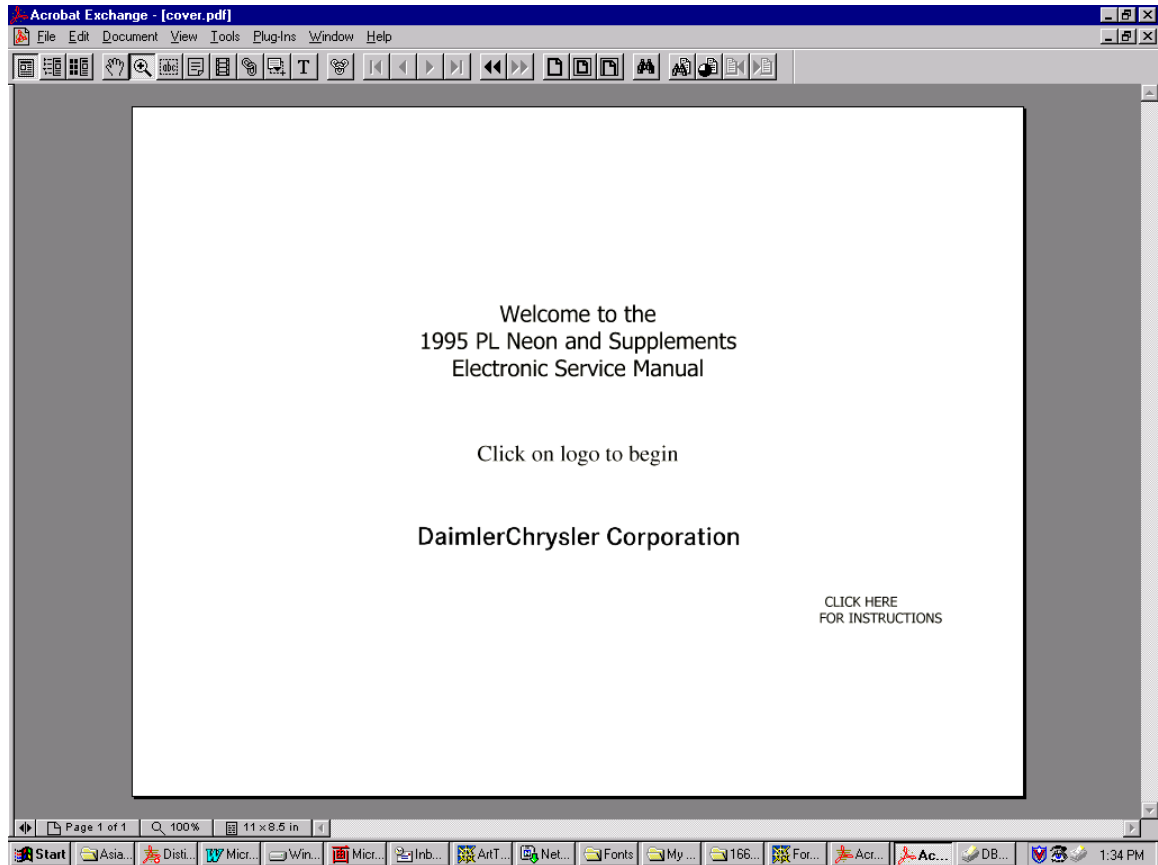 Acrobat Exchange - [cover.pdf]
File Edit Document View Tools Plug-Ins Window Help
Welcome to the
1995 PL Neon and Supplements
Electronic Service Manual
Click on logo to begin
DaimlerChrysler Corporation
CLICK HERE
FOR INSTRUCTIONS
Page 1 of 1 100% 11 x 8.5 in
Start Asia... Disti... Micr... Win... Micr... Inb... ArtT... Net... Fonts My ... 166... For... Acr... Ac... DB... 1:34 PM